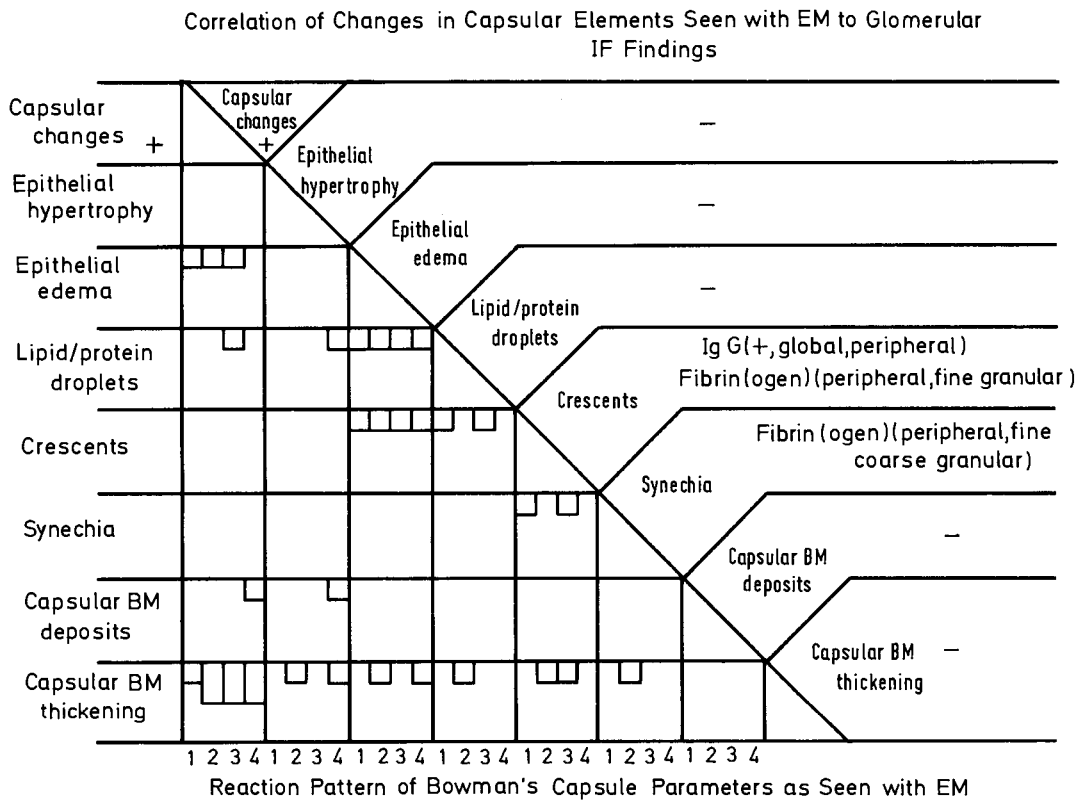 Correlation of Changes in Capsular Elements Seen with EM to Glomerular
IF Findings
Capsular
changes
+
Capsular
changes
+
–
Epithelial
hypertrophy
Epithelial
hypertrophy
–
Epithelial
edema
Epithelial
edema
–
Lipid/protein
droplets
Lipid/protein
droplets
Ig G(+, global, peripheral)
Fibrin(ogen)(peripheral, fine granular)
Crescents
Crescents
Fibrin(ogen)(peripheral, fine
coarse granular)
Synechia
Synechia
–
Capsular BM
deposits
Capsular BM
deposits
–
Capsular BM
thickening
Capsular BM
thickening
1 2 3 4 1 2 3 4 1 2 3 4 1 2 3 4 1 2 3 4 1 2 3 4 1 2 3 4
Reaction Pattern of Bowman's Capsule Parameters as Seen with EM